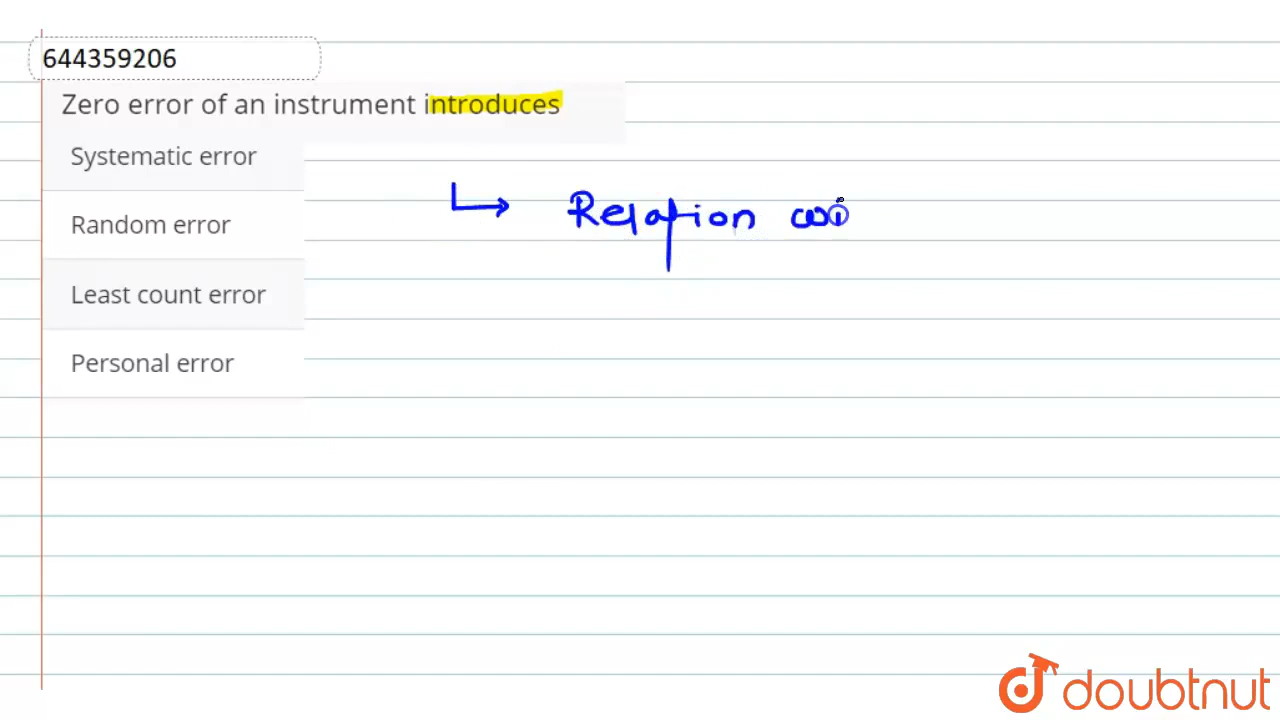 644359206
Zero error of an instrument introduces
Systematic error
Relation
Random error
Least count error
Personal error
doubtnut